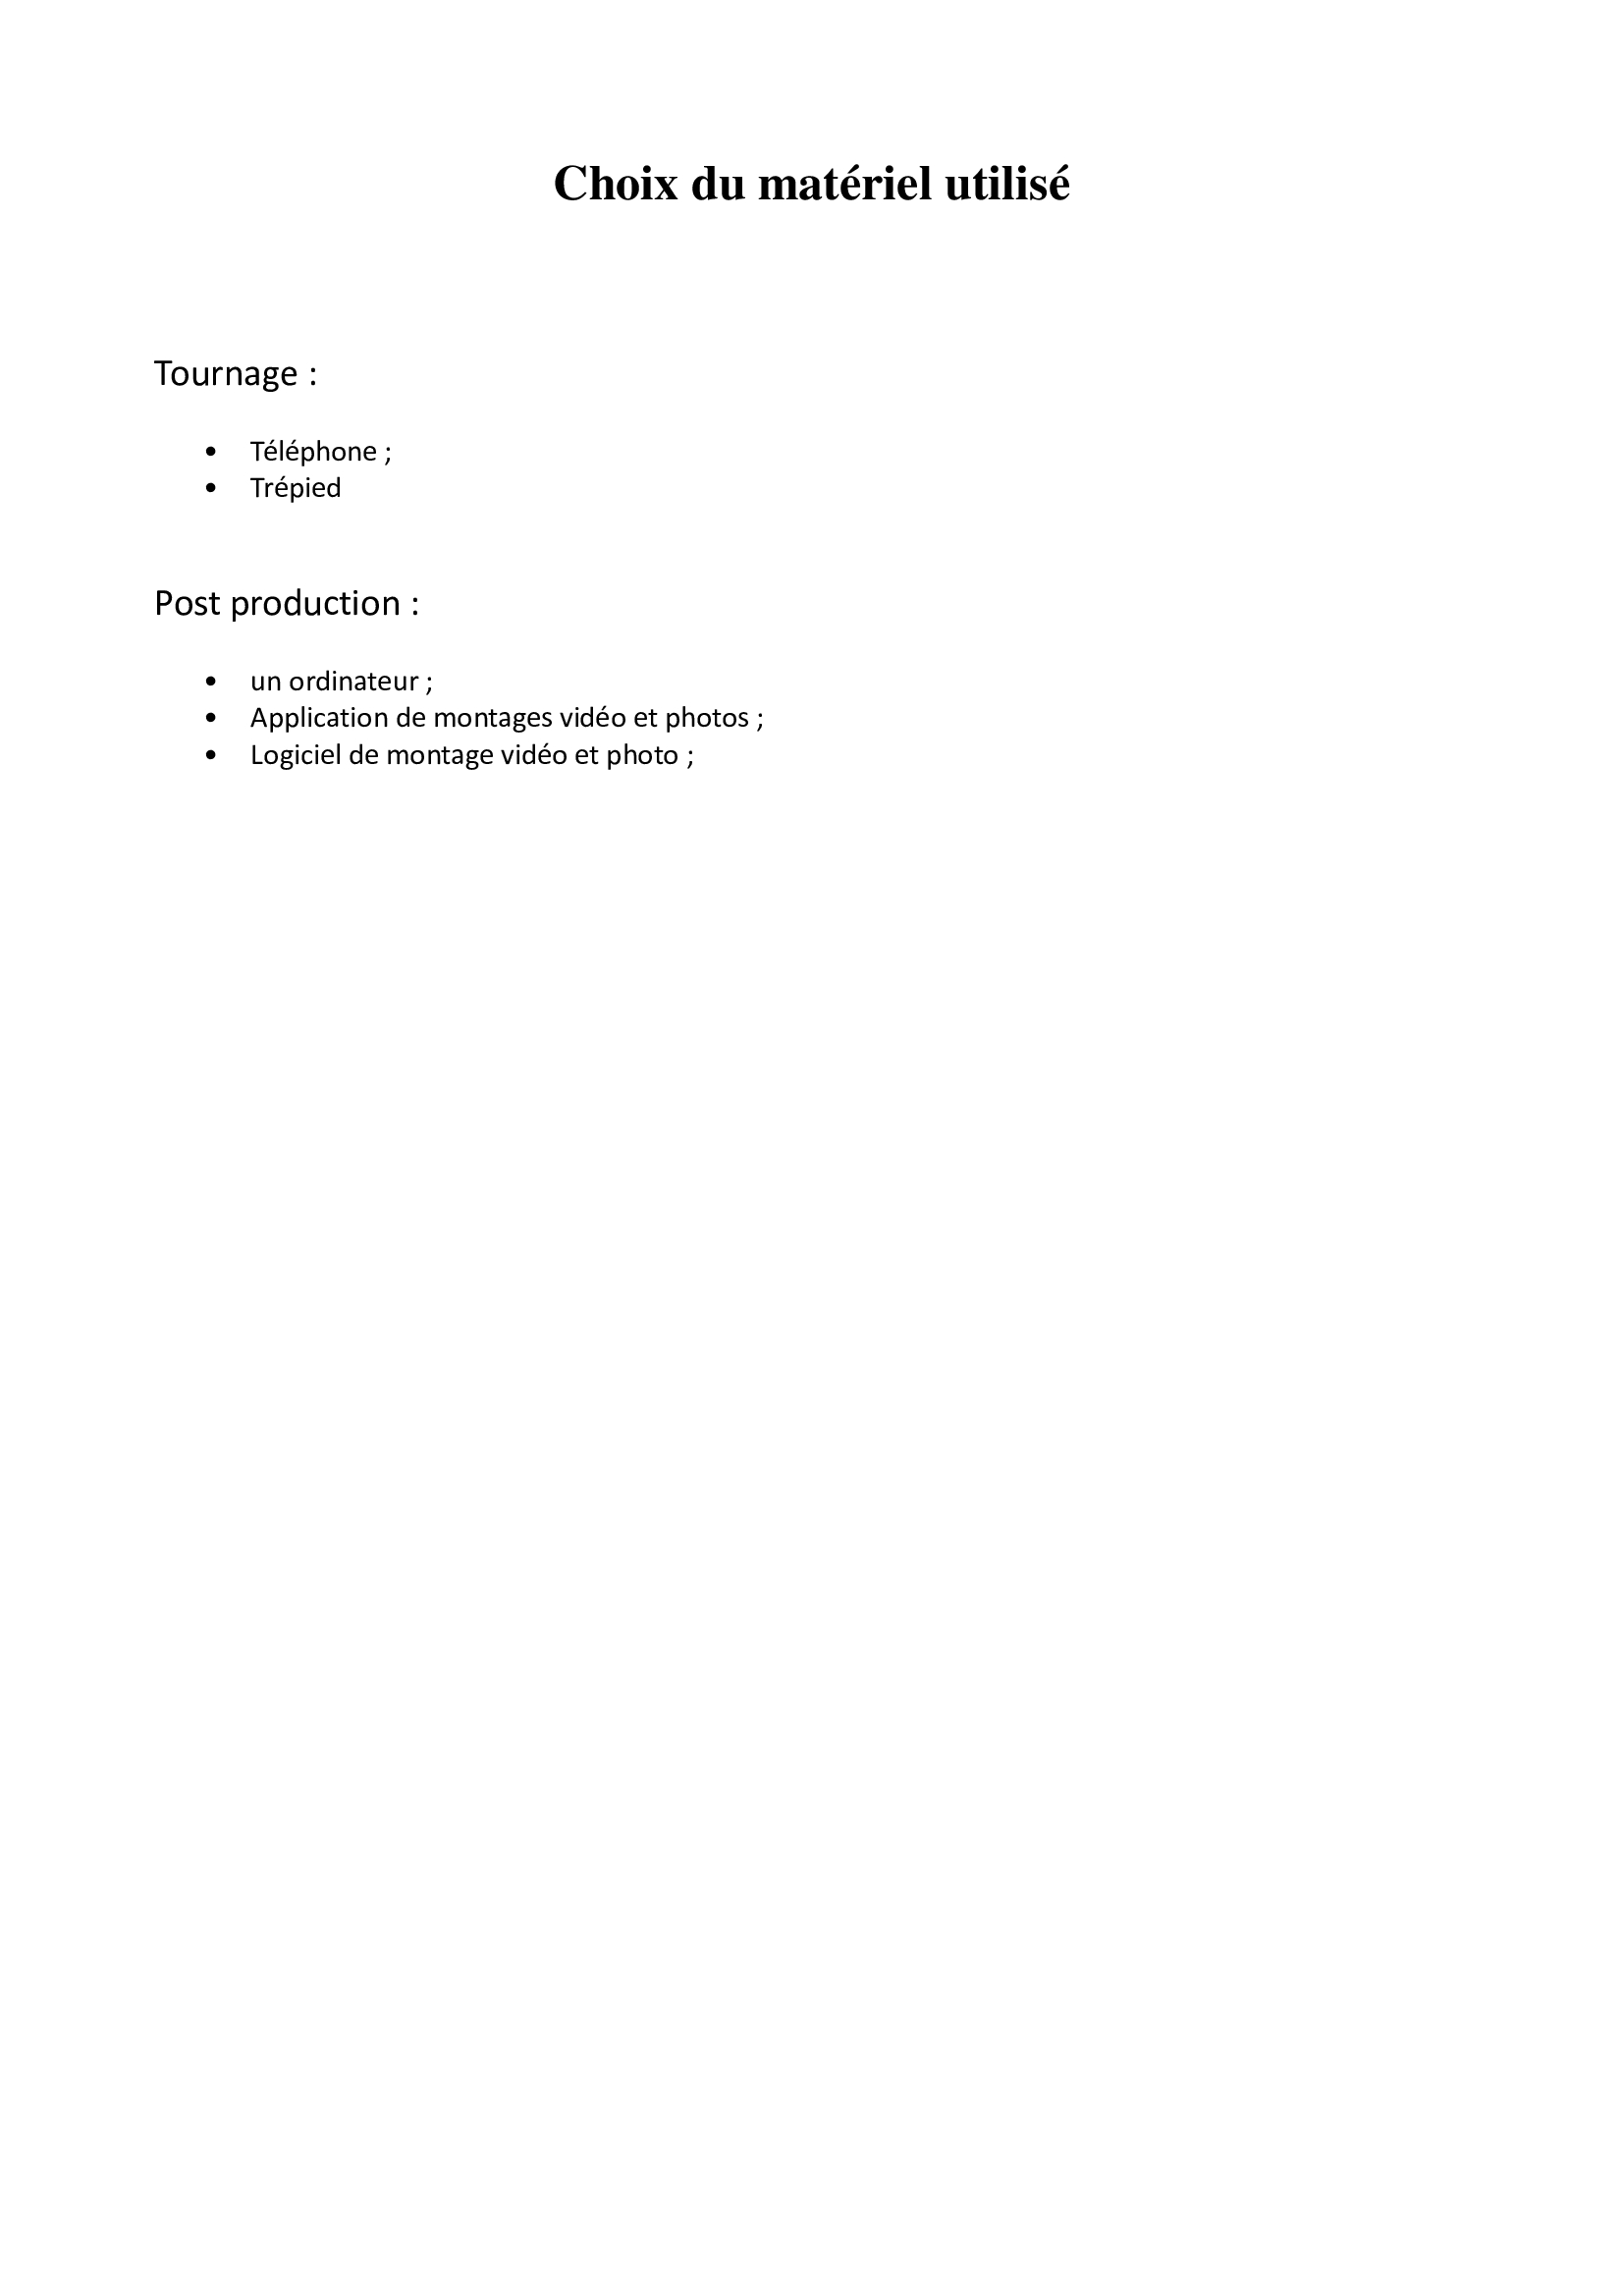 Choix du matériel utilisé
Tournage :
• Téléphone ;
• Trépied
Post production :
• un ordinateur ;
• Application de montages vidéo et photos ;
• Logiciel de montage vidéo et photo ;